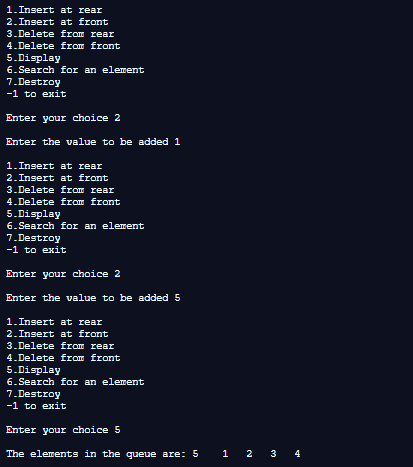 1.Insert at rear
2.Insert at front
3.Delete from rear
4.Delete from front
5.Display
6.Search for an element
7.Destroy
-1 to exit
Enter your choice 2
Enter the value to be added 1
1.Insert at rear
2.Insert at front
3.Delete from rear
4.Delete from front
5.Display
6.Search for an element
7.Destroy
-1 to exit
Enter your choice 2
Enter the value to be added 5
1.Insert at rear
2.Insert at front
3.Delete from rear
4.Delete from front
5.Display
6.Search for an element
7.Destroy
-1 to exit
Enter your choice 5
The elements in the queue are: 5    1   2   3   4